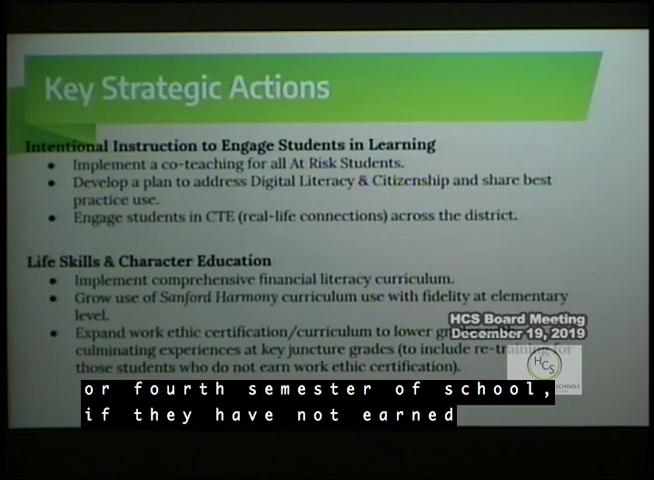 Key Strategic Actions
Intentional Instruction to Engage Students in Learning
• Implement a co-teaching for all At Risk Students.
• Develop a plan to address Digital Literacy & Citizenship and share best
practice use.
• Engage students in CTE (real-life connections) across the district.
Life Skills & Character Education
• Implement comprehensive financial literacy curriculum.
• Grow use of Sanford Harmony curriculum use with fidelity at elementary
level.
HCS Board Meeting
December 19, 2019
• Expand work ethic certification/curriculum to lower
culminating experiences at key juncture grades (to include re-training for
those students who do not earn work ethic certification).
HCS
SCHOOLS
or fourth semester of school,
if they have not earned